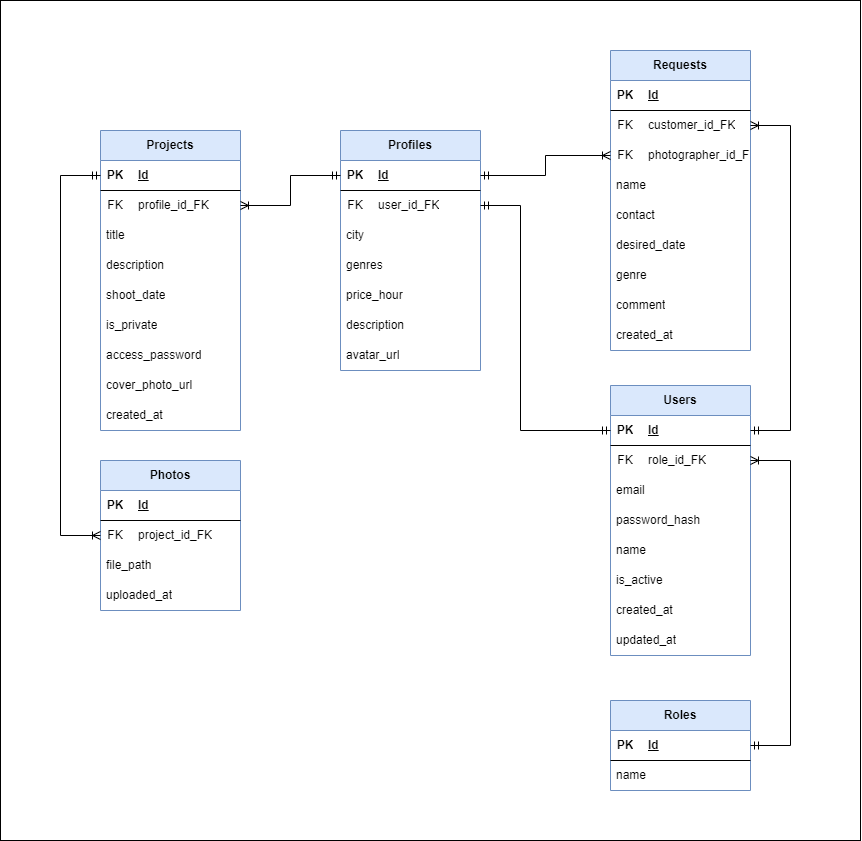 Projects
PK Id
FK profile_id_FK
title
description
shoot_date
is_private
access_password
cover_photo_url
created_at
Photos
PK Id
FK project_id_FK
file_path
uploaded_at
Profiles
PK Id
FK user_id_FK
city
genres
price_hour
description
avatar_url
Requests
PK Id
FK customer_id_FK
FK photographer_id_F
name
contact
desired_date
genre
comment
created_at
Users
PK Id
FK role_id_FK
email
password_hash
name
is_active
created_at
updated_at
Roles
PK Id
name